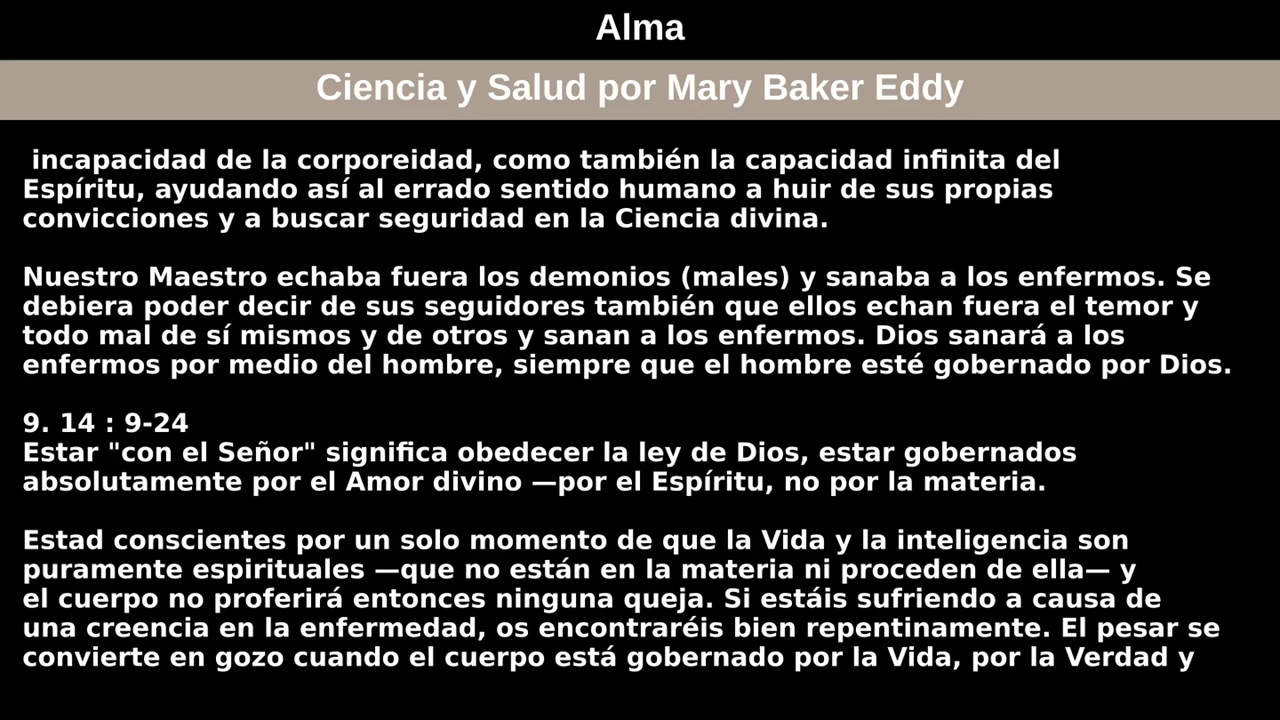 Alma
Ciencia y Salud por Mary Baker Eddy
incapacidad de la corporeidad, como también la capacidad infinita del
Espíritu, ayudando así al errado sentido humano a huir de sus propias
convicciones y a buscar seguridad en la Ciencia divina.
Nuestro Maestro echaba fuera los demonios (males) y sanaba a los enfermos. Se
debiera poder decir de sus seguidores también que ellos echan fuera el temor y
todo mal de sí mismos y de otros y sanan a los enfermos. Dios sanará a los
enfermos por medio del hombre, siempre que el hombre esté gobernado por Dios.
9. 14 : 9-24
Estar "con el Señor" significa obedecer la ley de Dios, estar gobernados
absolutamente por el Amor divino —por el Espíritu, no por la materia.
Estad conscientes por un solo momento de que la Vida y la inteligencia son
puramente espirituales —que no están en la materia ni proceden de ella— y
el cuerpo no proferirá entonces ninguna queja. Si estáis sufriendo a causa de
una creencia en la enfermedad, os encontraréis bien repentinamente. El pesar se
convierte en gozo cuando el cuerpo está gobernado por la Vida, por la Verdad y